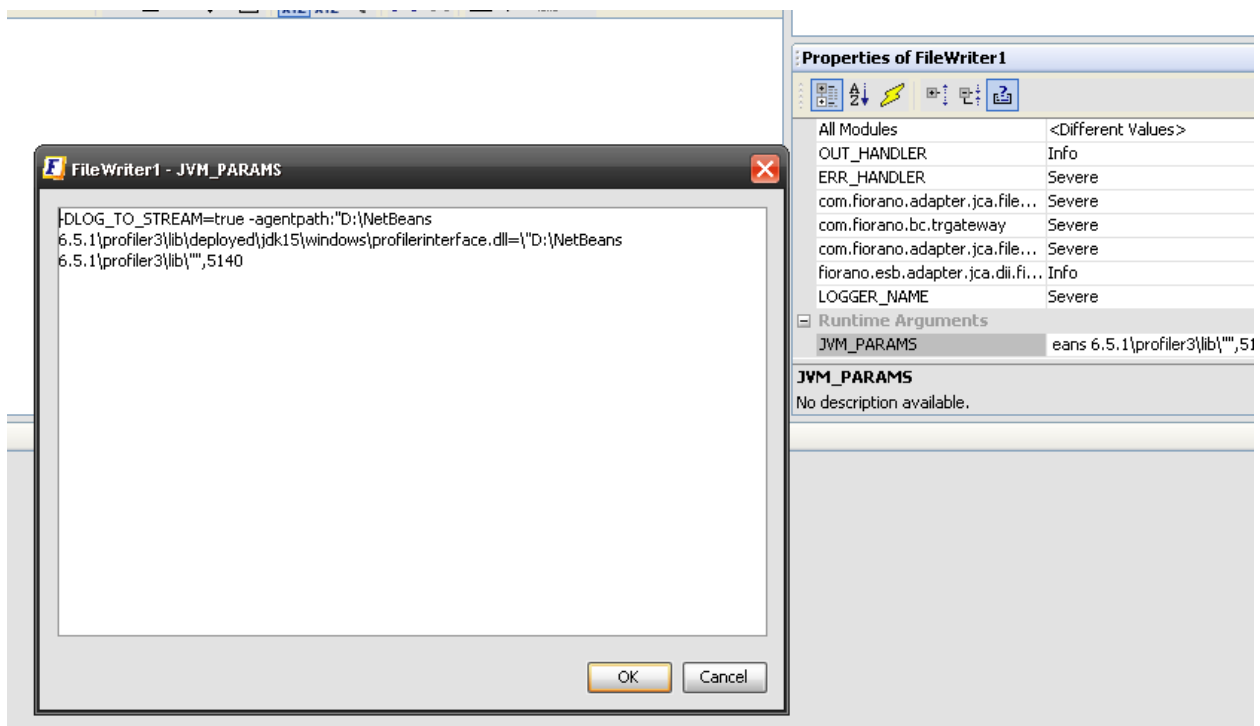 Properties of FileWriter1
All Modules <Different Values>
OUT_HANDLER Info
ERR_HANDLER Severe
com.fiorano.adapter.jca.file... Severe
com.fiorano.bc.trgateway Severe
com.fiorano.adapter.jca.file... Severe
fiorano.esb.adapter.jca.dii.fi... Info
LOGGER_NAME Severe
Runtime Arguments
JVM_PARAMS eans 6.5.1\profiler3\lib\"",51
JVM_PARAMS
No description available.
FileWriter1 - JVM_PARAMS
-DLOG_TO_STREAM=true -agentpath:"D:\NetBeans
6.5.1\profiler3\lib\deployed\jdk15\windows\profilerinterface.dll=\"D:\NetBeans
6.5.1\profiler3\lib\"",5140
OK Cancel